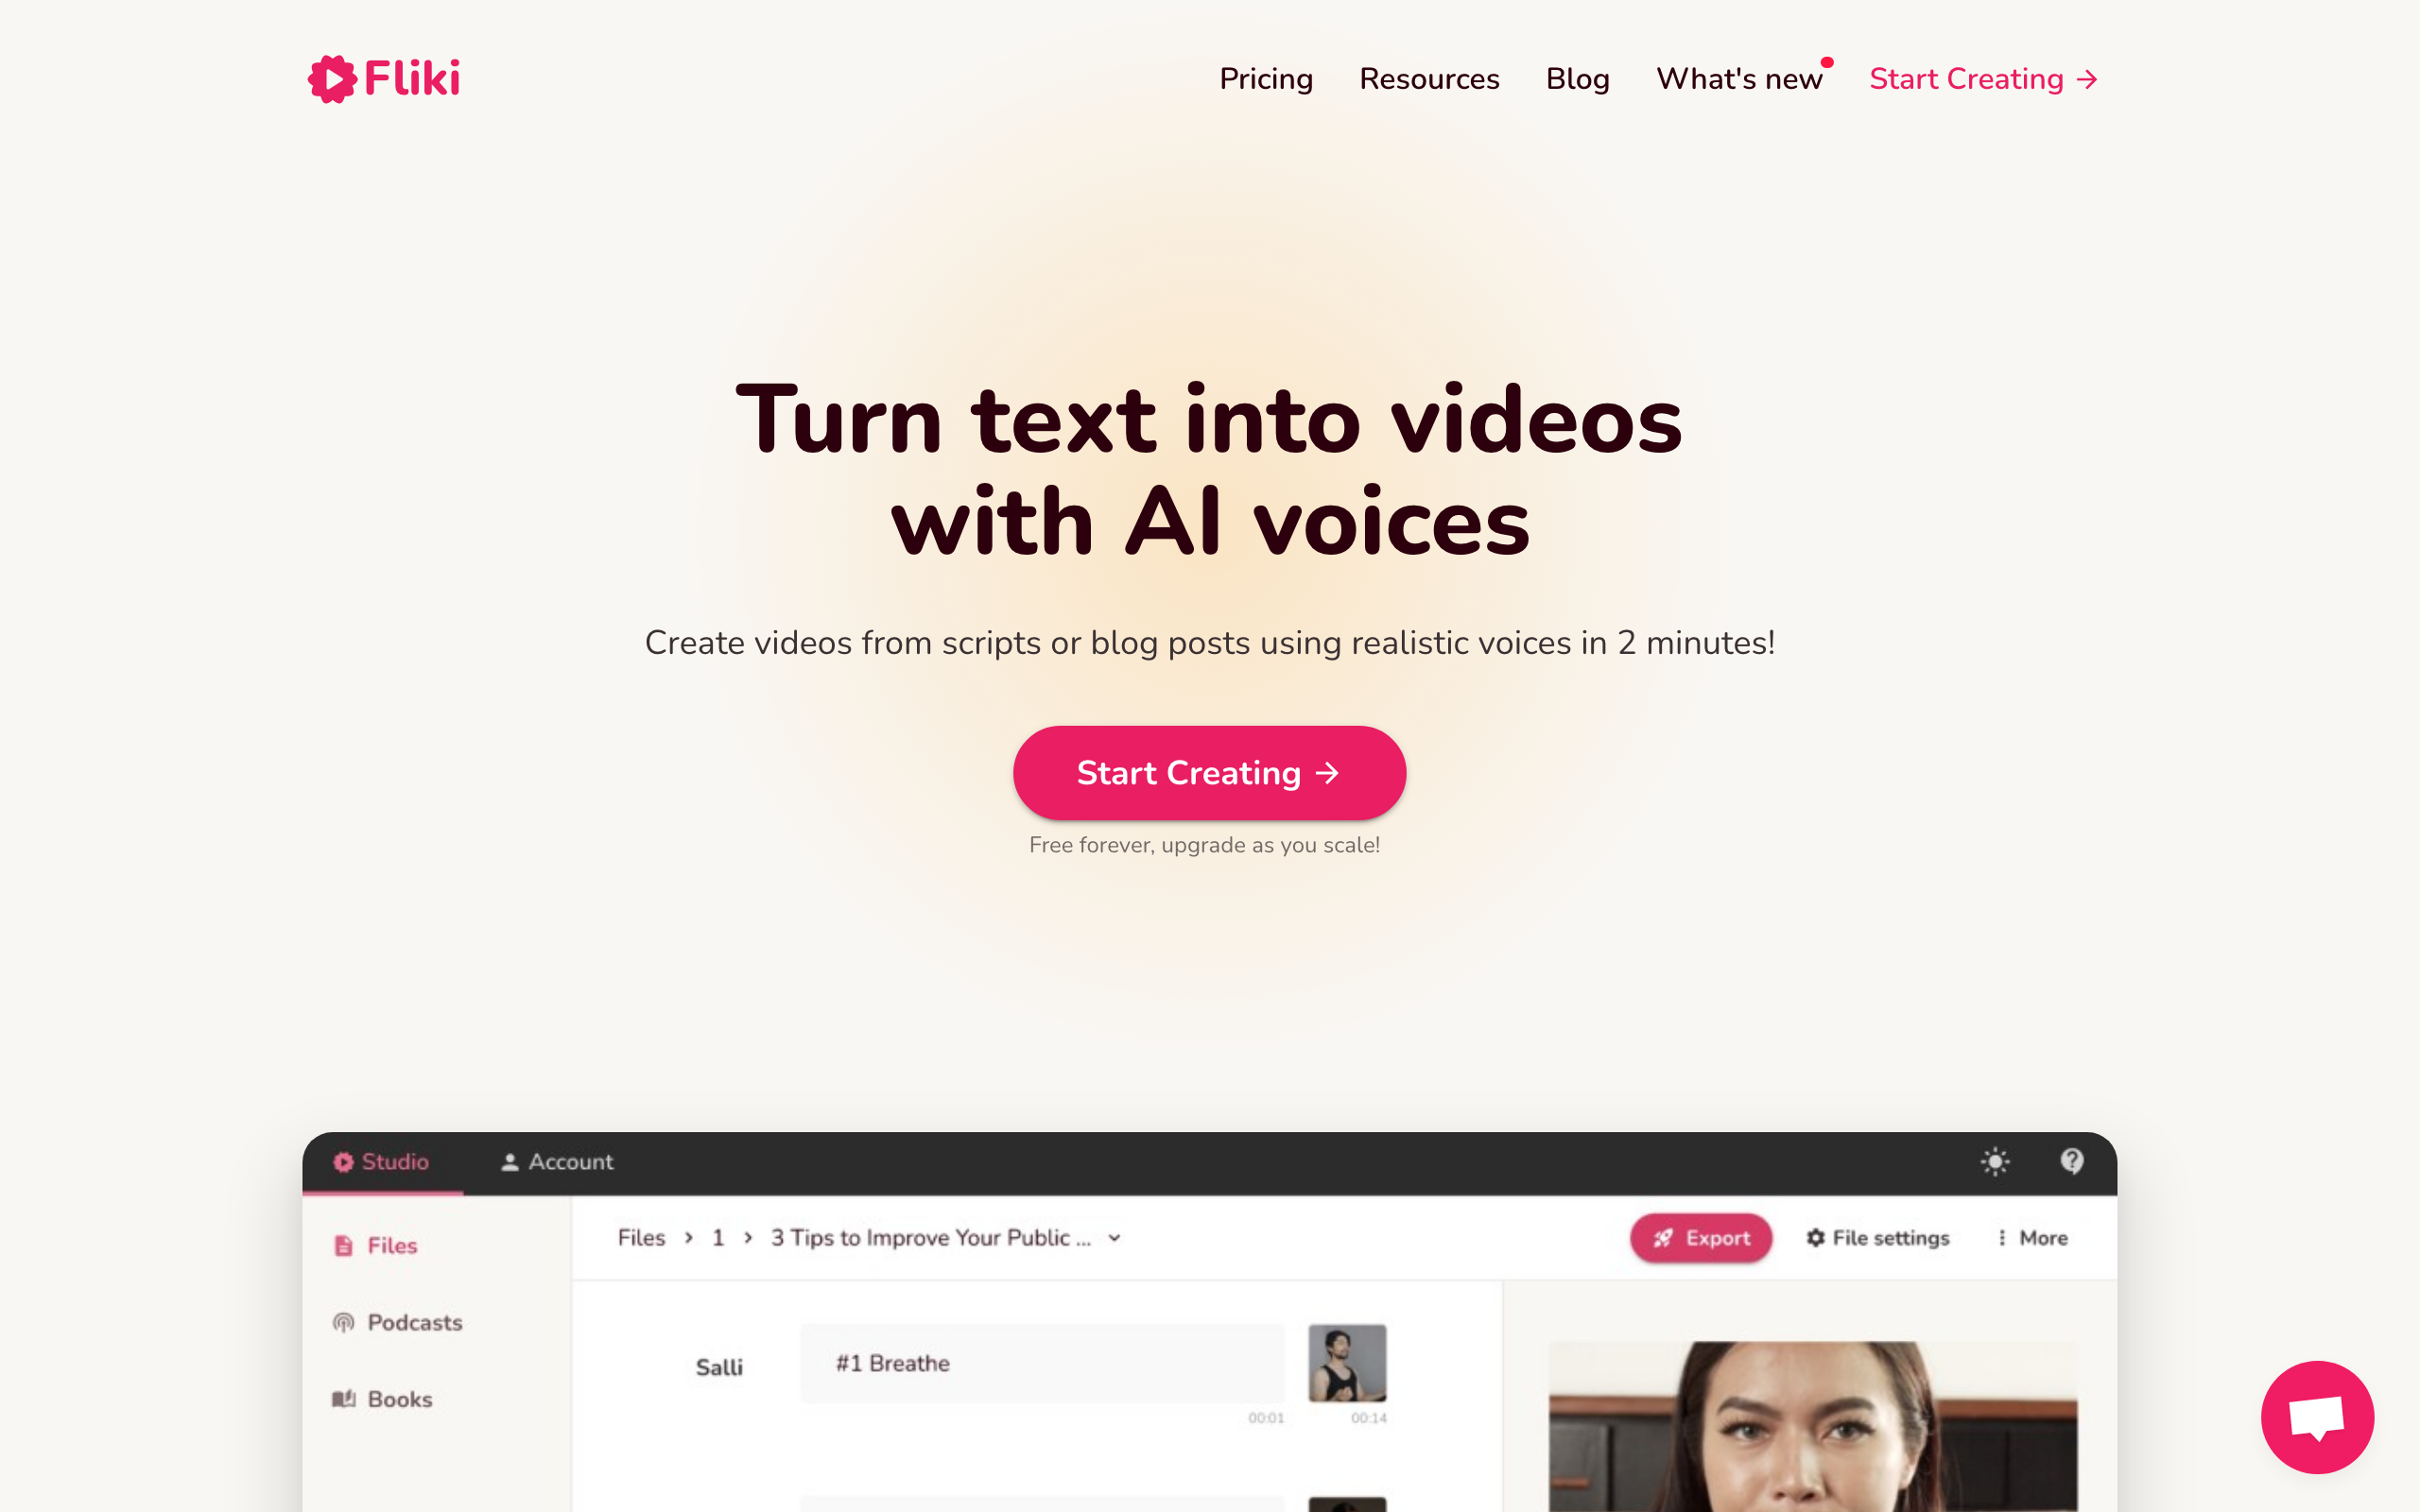 Fliki
Pricing Resources Blog What's new Start Creating →
Turn text into videos
with AI voices
Create videos from scripts or blog posts using realistic voices in 2 minutes!
Start Creating →
Free forever, upgrade as you scale!
Studio Account
Files > 1 > 3 Tips to Improve Your Public ...
Export File settings More
Files
Podcasts
Books
Salli
#1 Breathe
00:01 00:14